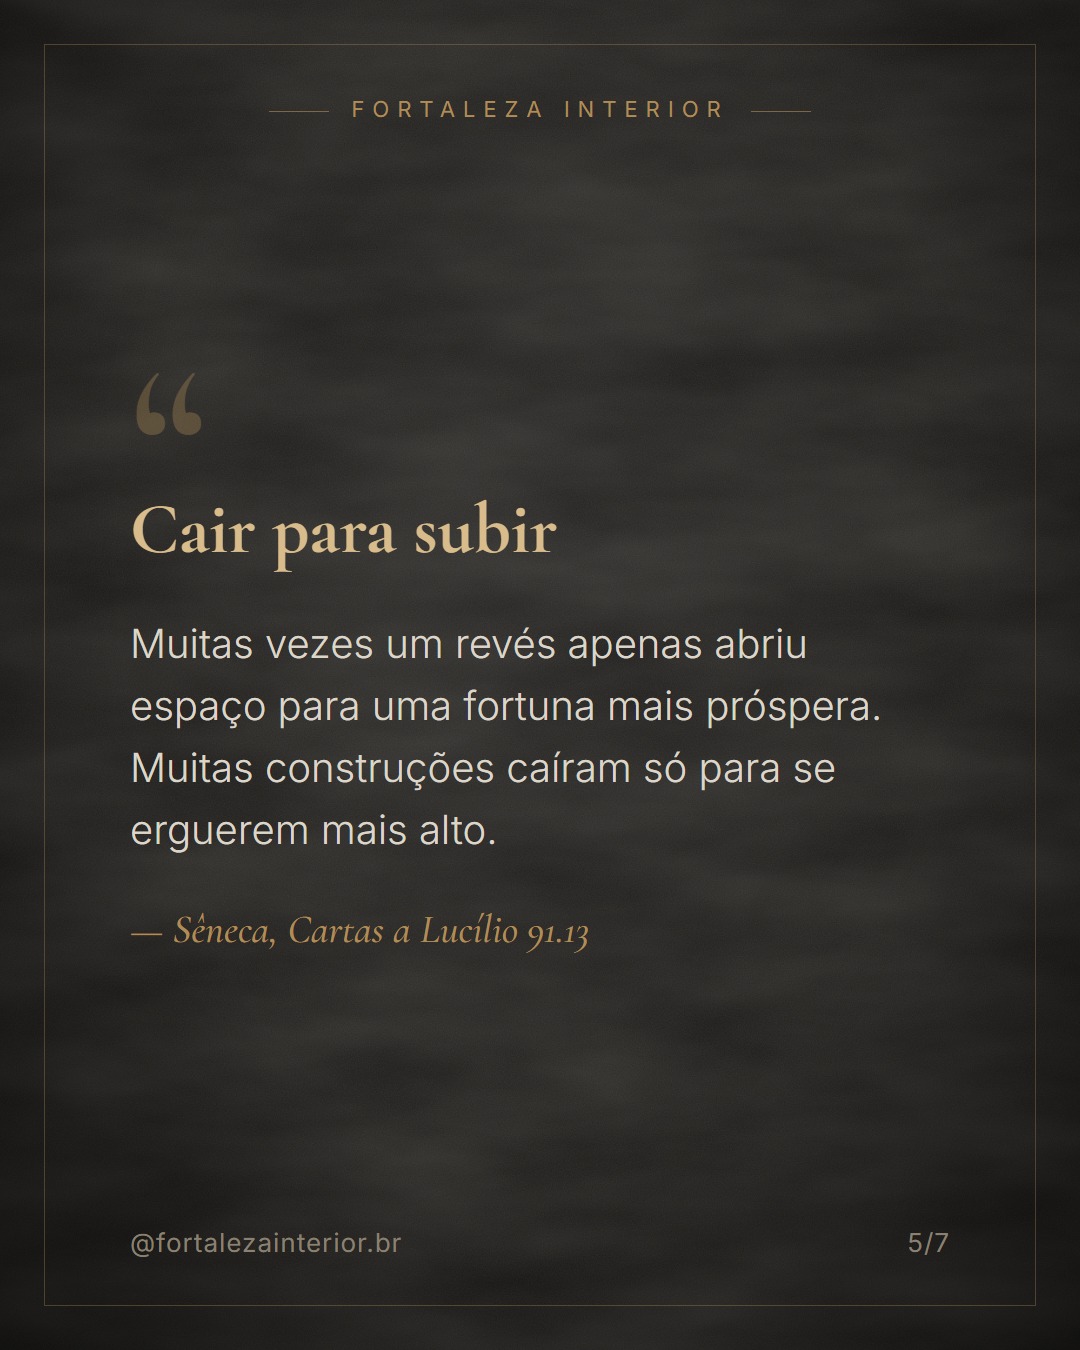 FORTALEZA INTERIOR
“
Cair para subir
Muitas vezes um revés apenas abriu
espaço para uma fortuna mais próspera.
Muitas construções caíram só para se
erguerem mais alto.
— Sêneca, Cartas a Lucílio 91.13
@fortalezainterior.br
5/7